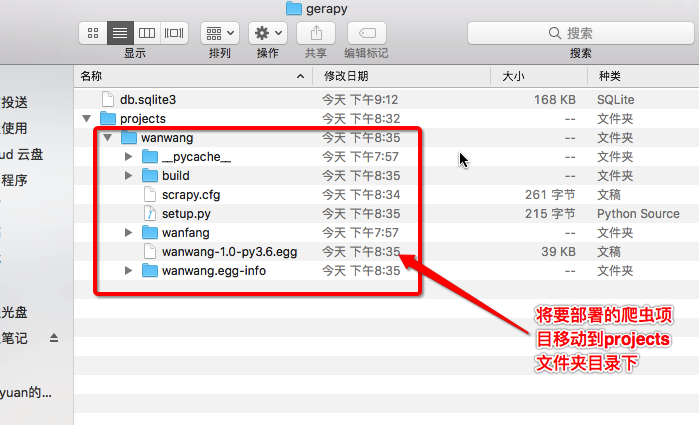 gerapy
显示
排列
操作
共享
编辑标记
搜索
搜索
名称
修改日期
大小
种类
投送
db.sqlite3 今天 下午9:12 168 KB SQLite
使用
projects 今天 下午8:32 -- 文件夹
wanwang 今天 下午8:35 -- 文件夹
ud 云盘
__pycache__ 今天 下午7:57 -- 文件夹
程序
build 今天 下午8:35 -- 文件夹
scrapy.cfg 今天 下午8:34 261 字节 文稿
setup.py 今天 下午8:35 215 字节 Python Source
wanfang 今天 下午7:57 -- 文件夹
wanwang-1.0-py3.6.egg 今天 下午8:35 39 KB 文稿
wanwang.egg-info 今天 下午8:35 -- 文件夹
光盘
笔记
yuan的...
将要部署的爬虫项
目移动到projects
文件夹目录下